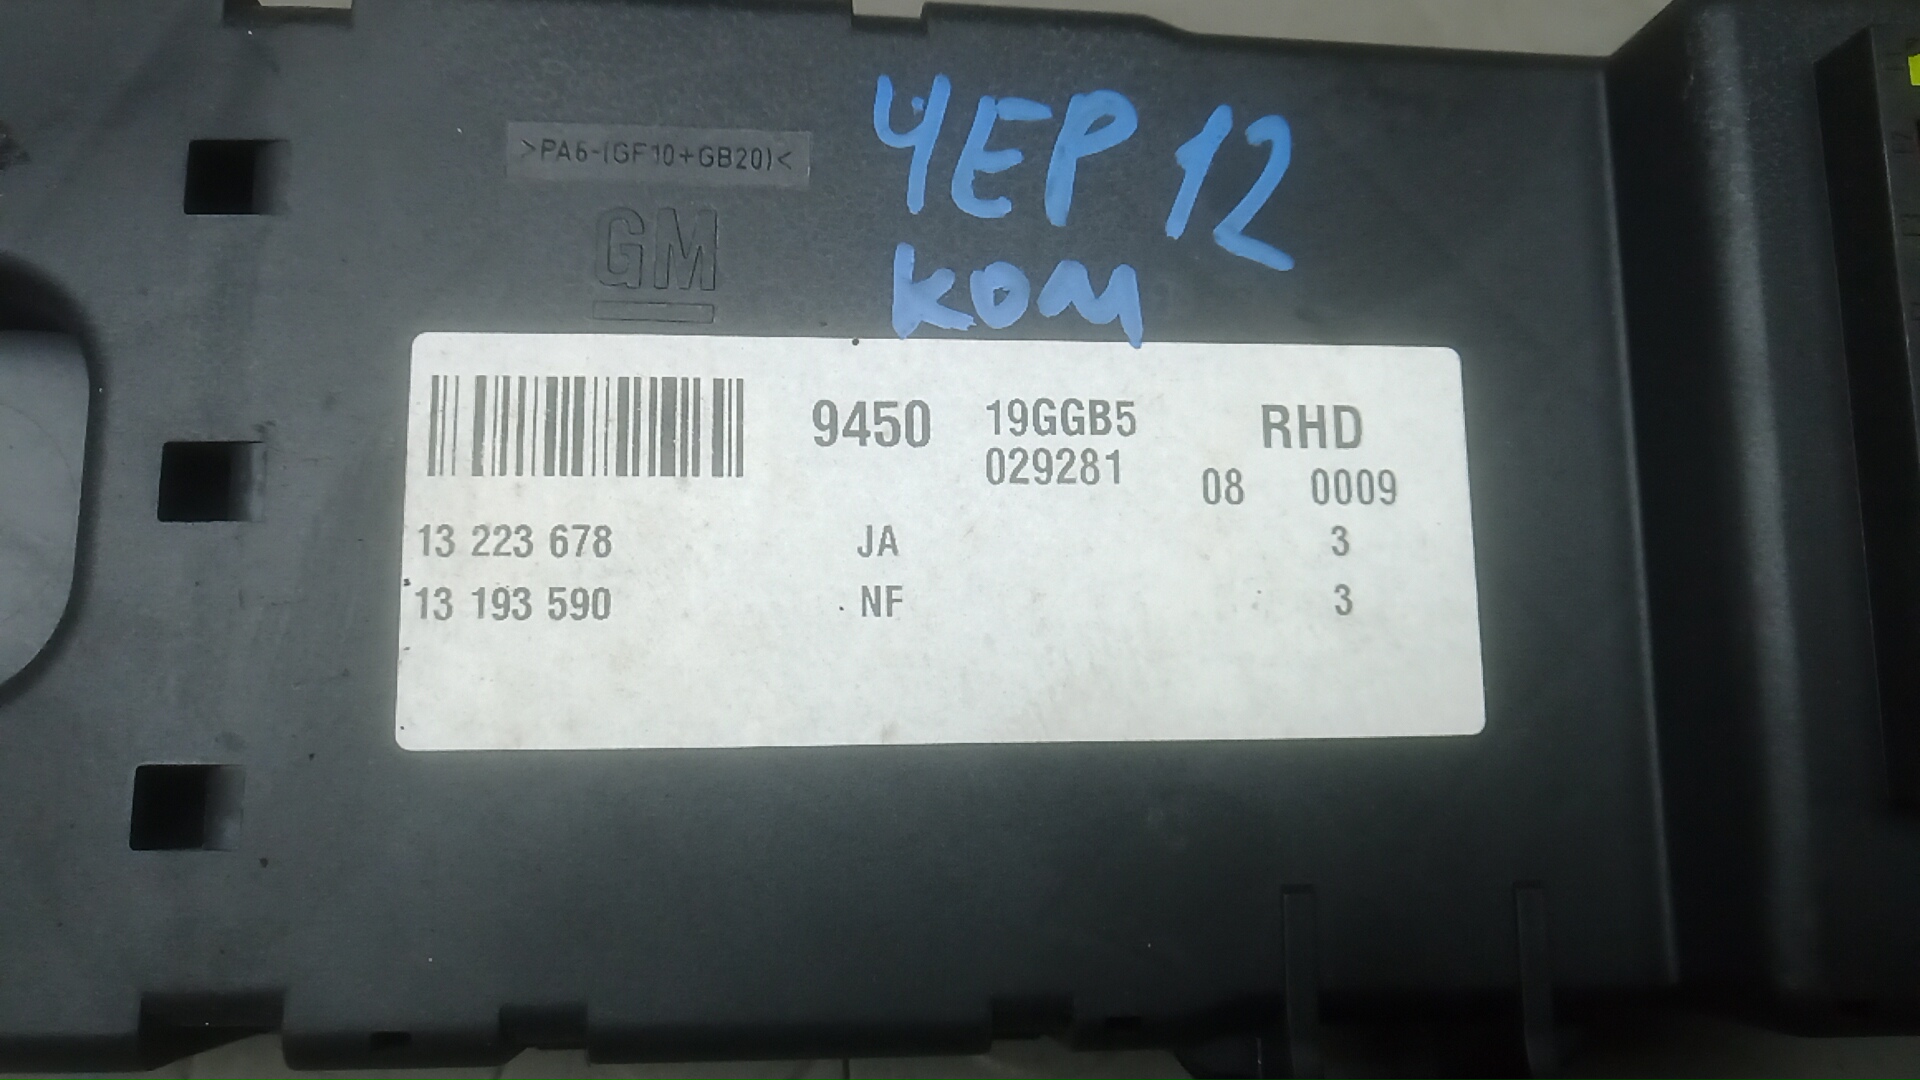 >PA6-(GF10+GB20)<
ЧЕР 12
GM
ком
9450 19GGB5 RHD
029281 08 0009
13 223 678 JA 3
13 193 590 NF 3